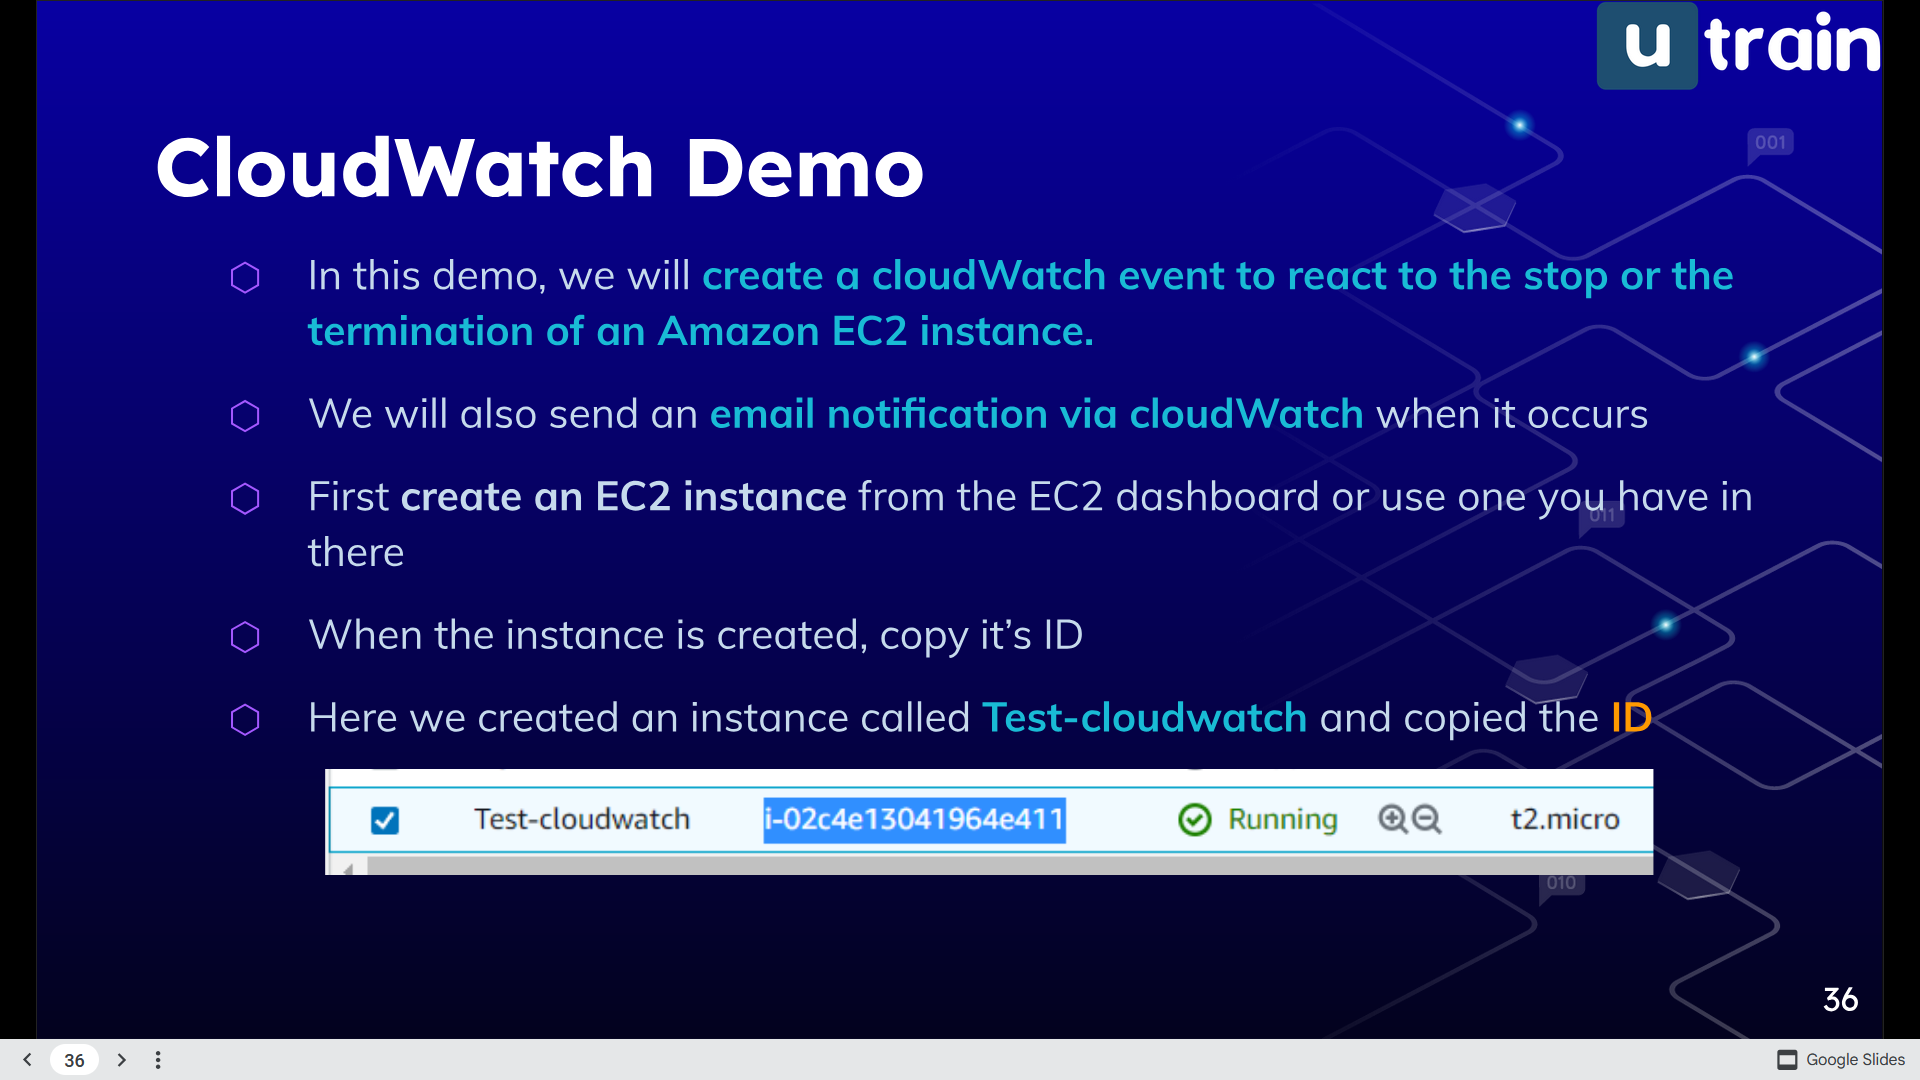 u train
001
CloudWatch Demo
In this demo, we will create a cloudWatch event to react to the stop or the
termination of an Amazon EC2 instance.
We will also send an email notification via cloudWatch when it occurs
First create an EC2 instance from the EC2 dashboard or use one you have in
011
there
When the instance is created, copy it’s ID
Here we created an instance called Test-cloudwatch and copied the ID
Test-cloudwatch i-02c4e13041964e411 Running t2.micro
010
36
36 Google Slides